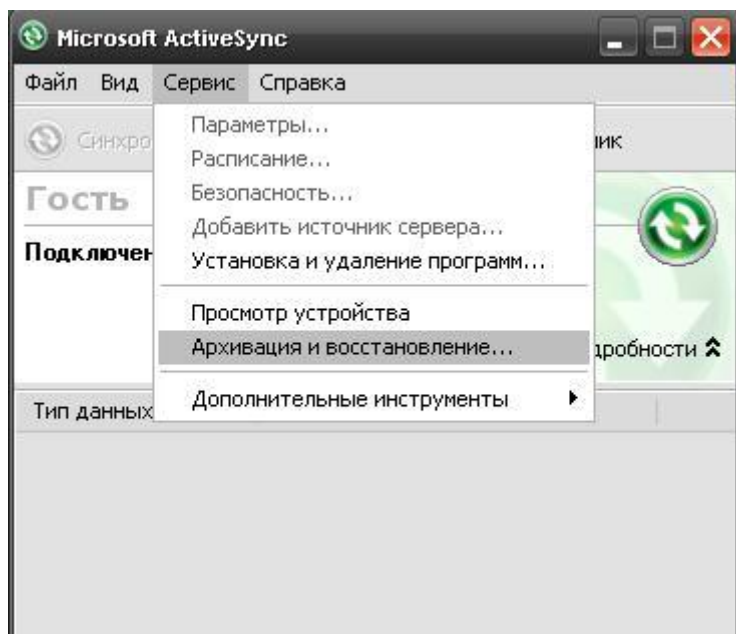 Microsoft ActiveSync
Файл Вид Сервис Справка
Параметры...
Расписание...
Безопасность...
Добавить источник сервера...
Установка и удаление программ...
Просмотр устройства
Архивация и восстановление...
Дополнительные инструменты
Гость
Тип данных